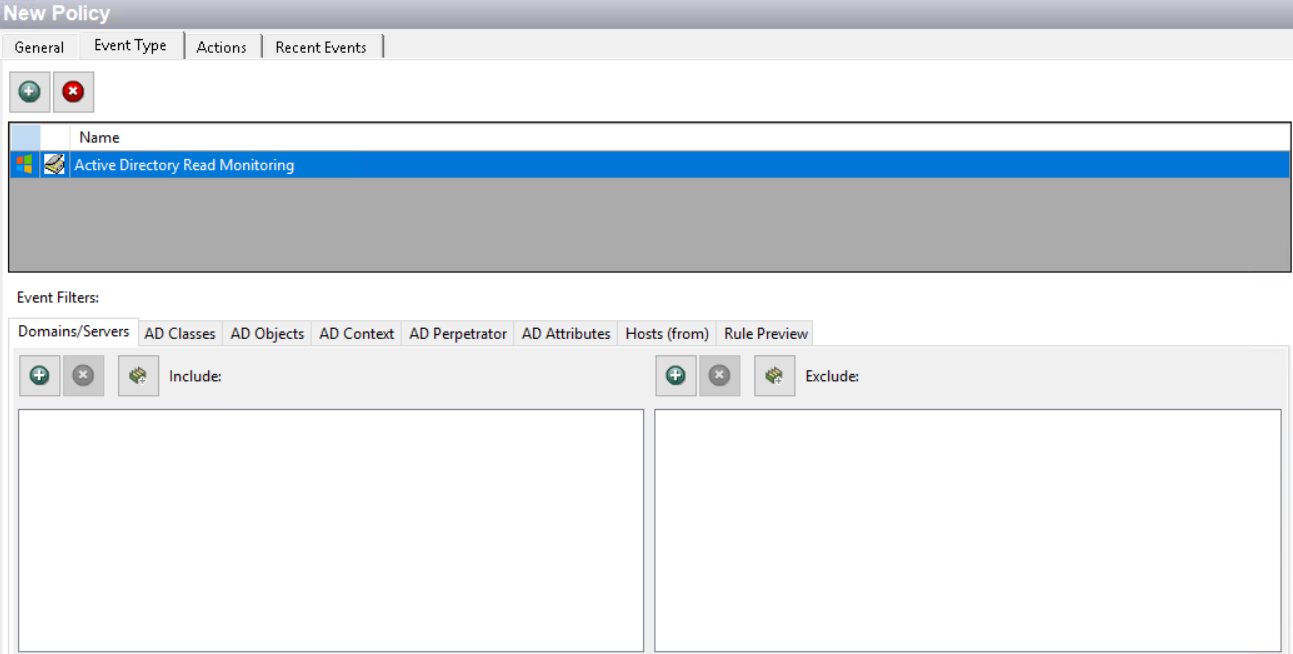 New Policy
General Event Type Actions Recent Events
Name
Active Directory Read Monitoring
Event Filters:
Domains/Servers AD Classes AD Objects AD Context AD Perpetrator AD Attributes Hosts (from) Rule Preview
Include: Exclude: